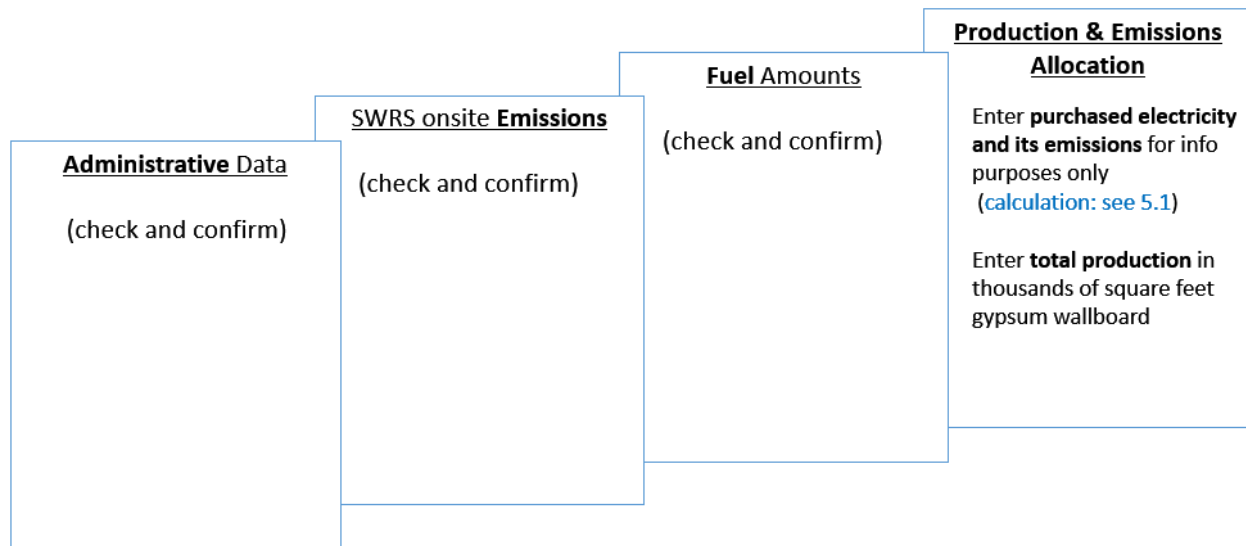 Administrative Data
(check and confirm)
SWRS onsite Emissions
(check and confirm)
Fuel Amounts
(check and confirm)
Production & Emissions
Allocation
Enter purchased electricity
and its emissions for info
purposes only
(calculation: see 5.1)
Enter total production in
thousands of square feet
gypsum wallboard